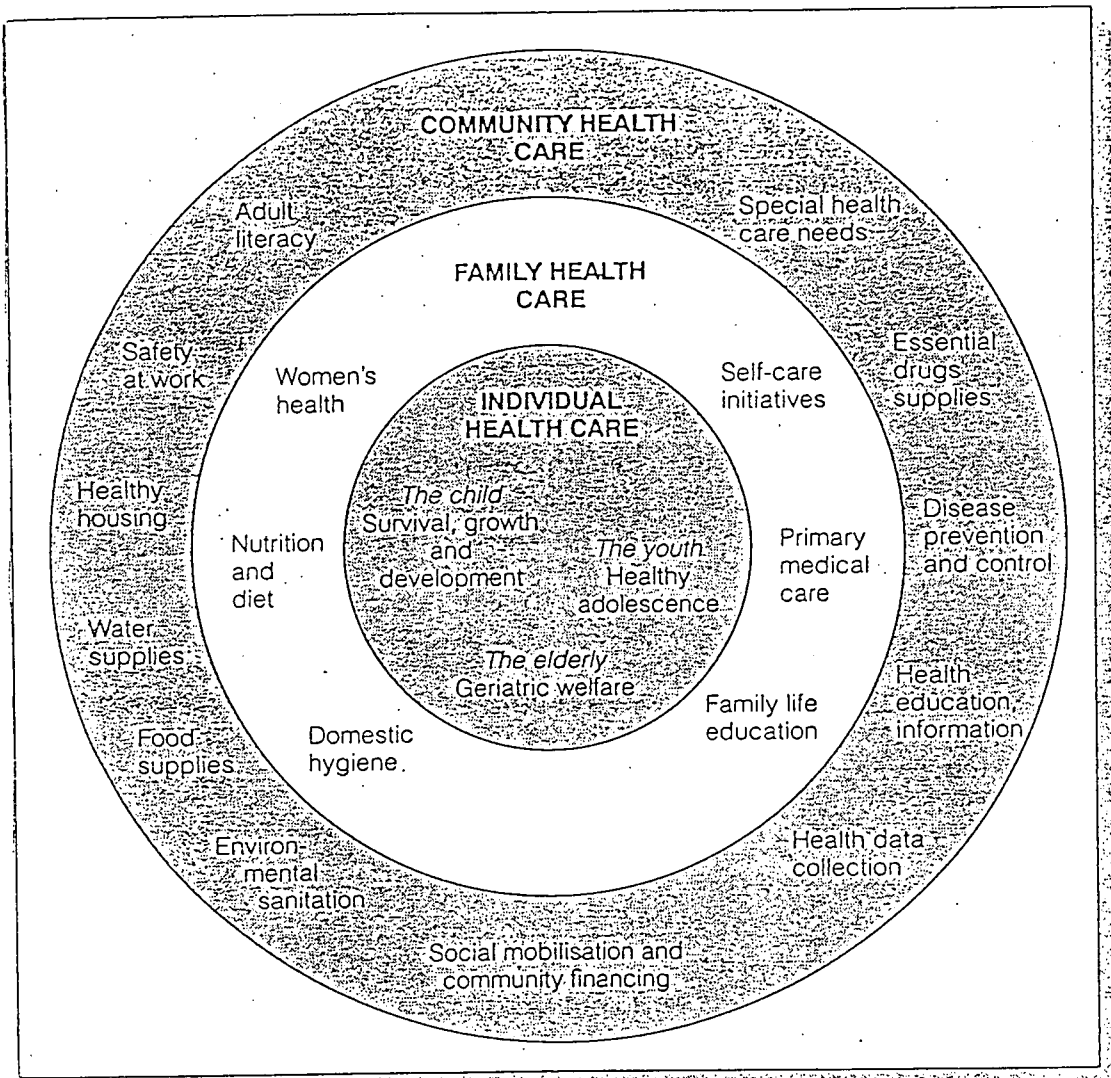 COMMUNITY HEALTH
CARE
Adult
literacy
Special health
care needs
FAMILY HEALTH
CARE
Safety
at work
Women's
health
Self-care
initiatives
Essential
drugs
supplies
INDIVIDUAL
HEALTH CARE
Healthy
housing
The child
Survival, growth
and
development
Nutrition
and
diet
The youth
Healthy
adolescence
Primary
medical
care
Disease
prevention
and control
Water
supplies
The elderly
Geriatric welfare
Health
education,
information
Food
supplies
Domestic
hygiene
Family life
education
Environ-
mental
sanitation
Health data
collection
Social mobilisation and
community financing